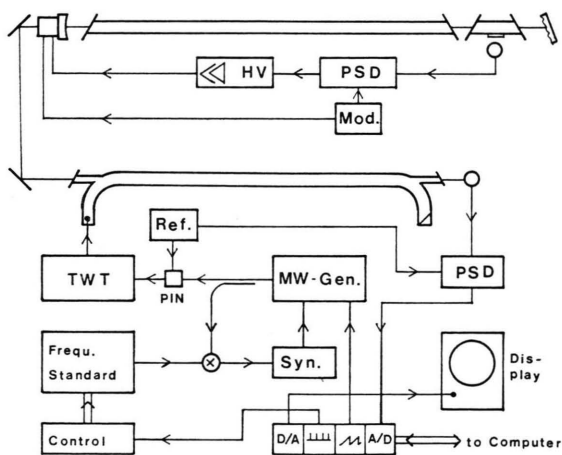 HV
PSD
Mod.
Ref.
TWT
PIN
MW-Gen.
PSD
Frequ.
Standard
Syn.
Dis-
play
Control
D/A
A/D
to Computer